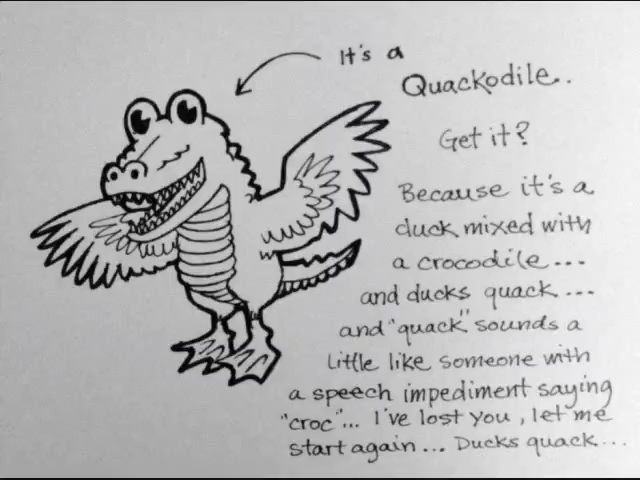 It's a
Quackodile.
Get it?
Because it's a
duck mixed with
a crocodile...
and ducks quack...
and "quack" sounds a
little like someone with
a speech impediment saying
"croc"... I've lost you, let me
start again... Ducks quack...